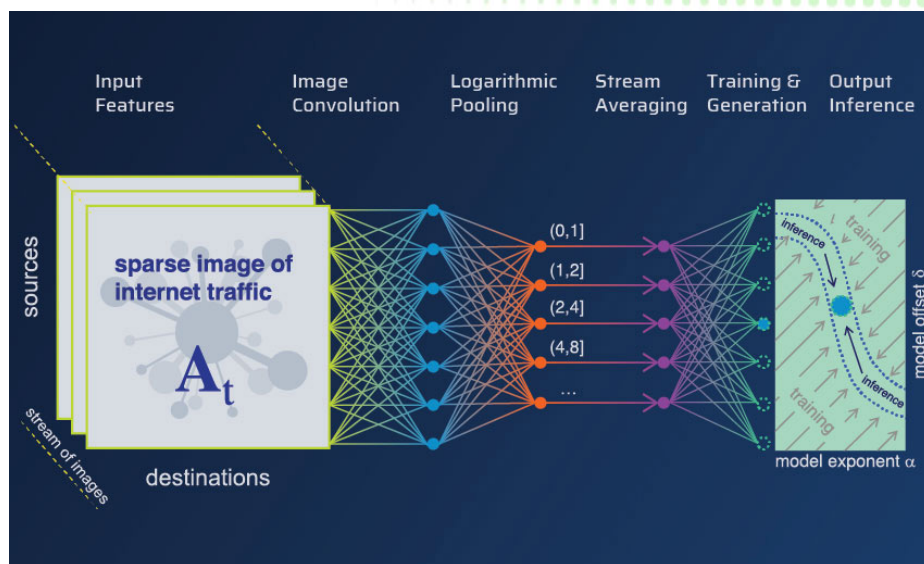 Input
Features
Image
Convolution
Logarithmic
Pooling
Stream
Averaging
Training &
Generation
Output
Inference
sources
sparse image of
internet traffic
A_t
stream of images
destinations
(0,1]
(1,2]
(2,4]
(4,8]
...
inference
training
inference
training
model offset δ
model exponent α